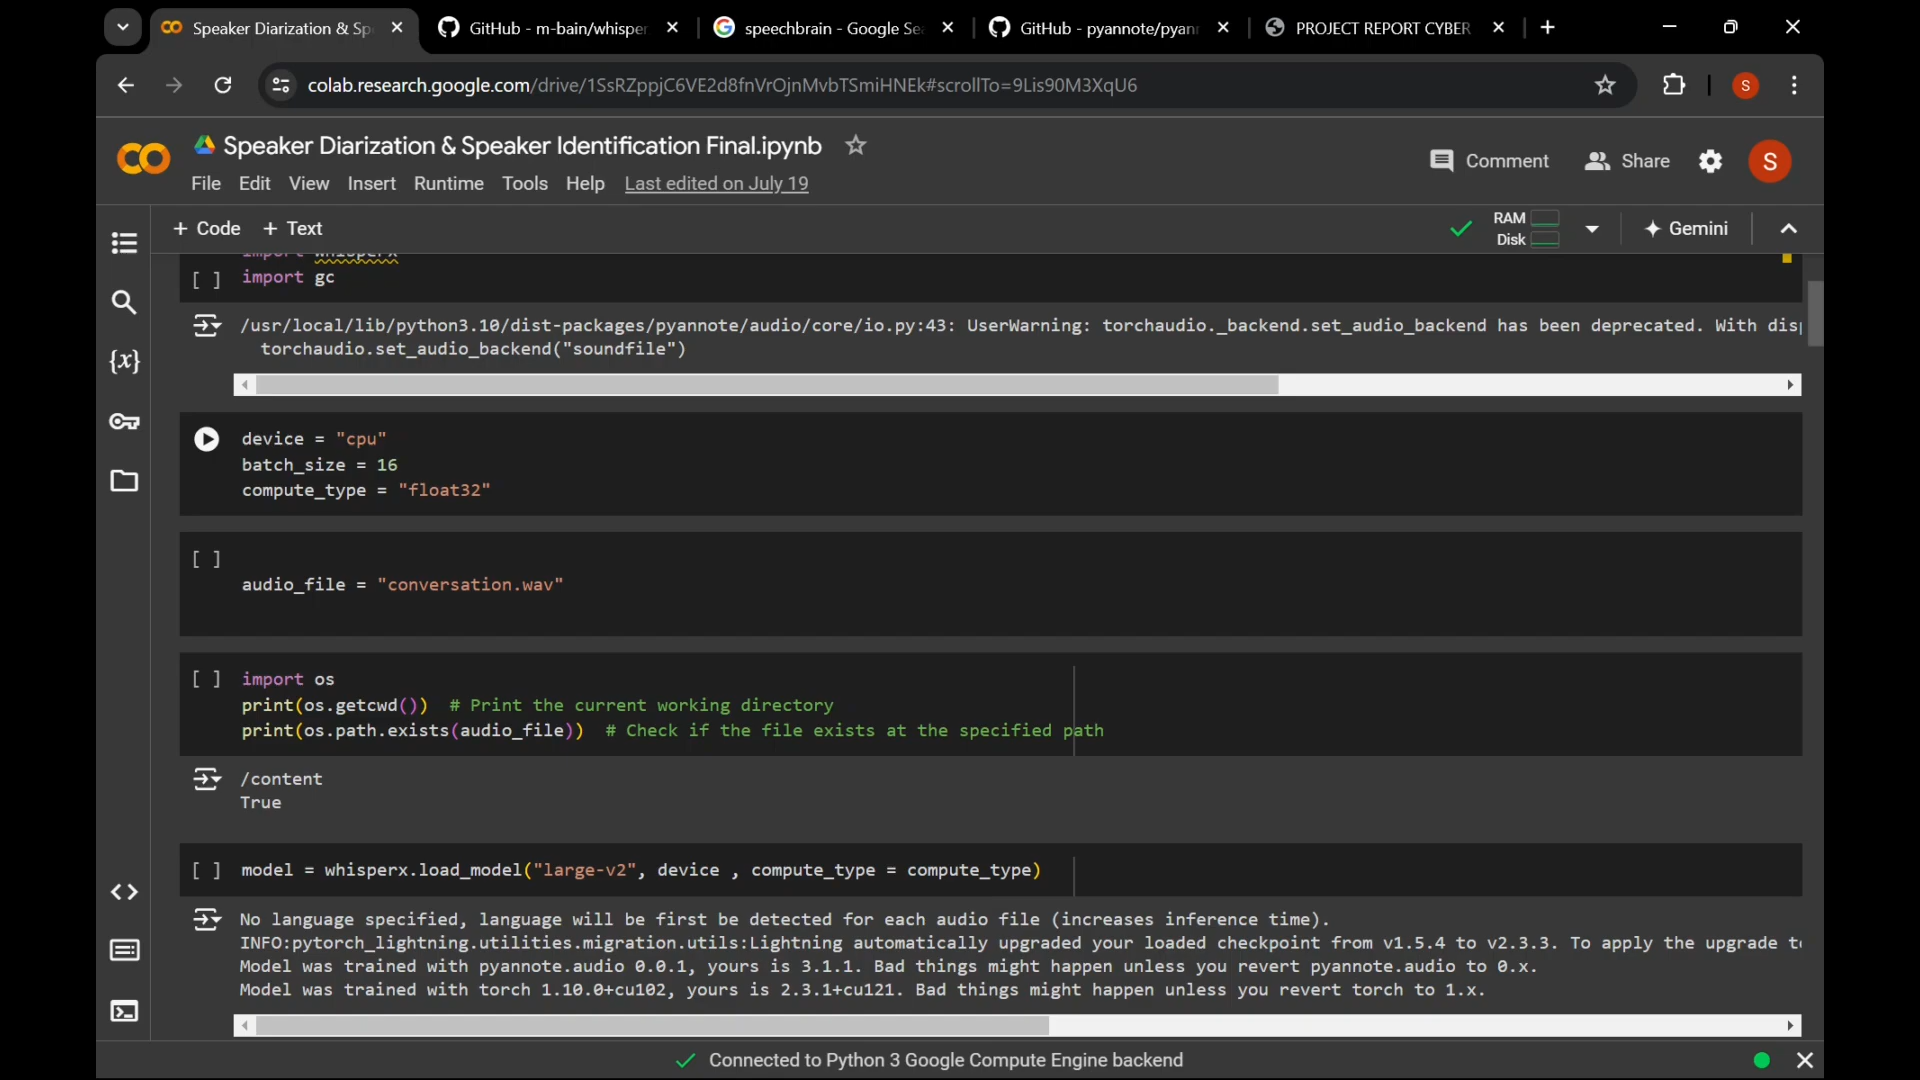 Speaker Diarization & Sp
GitHub - m-bain/whisper
speechbrain - Google Se
GitHub - pyannote/pyann
PROJECT REPORT CYBER
colab.research.google.com/drive/1SsRZppjC6VE2d8fnVrOjnMvbTSmiHNEk#scrollTo=9Lis90M3XqU6
S
Speaker Diarization & Speaker Identification Final.ipynb
Comment
Share
S
File Edit View Insert Runtime Tools Help Last edited on July 19
+ Code + Text
RAM
Disk
Gemini
import whisperx
[ ] import gc
/usr/local/lib/python3.10/dist-packages/pyannote/audio/core/io.py:43: UserWarning: torchaudio._backend.set_audio_backend has been deprecated. With disp
torchaudio.set_audio_backend("soundfile")
{x}
device = "cpu"
batch_size = 16
compute_type = "float32"
[ ]
audio_file = "conversation.wav"
[ ] import os
print(os.getcwd()) # Print the current working directory
print(os.path.exists(audio_file)) # Check if the file exists at the specified path
/content
True
[ ] model = whisperx.load_model("large-v2", device , compute_type = compute_type)
No language specified, language will be first be detected for each audio file (increases inference time).
INFO:pytorch_lightning.utilities.migration.utils:Lightning automatically upgraded your loaded checkpoint from v1.5.4 to v2.3.3. To apply the upgrade to
Model was trained with pyannote.audio 0.0.1, yours is 3.1.1. Bad things might happen unless you revert pyannote.audio to 0.x.
Model was trained with torch 1.10.0+cu102, yours is 2.3.1+cu121. Bad things might happen unless you revert torch to 1.x.
Connected to Python 3 Google Compute Engine backend